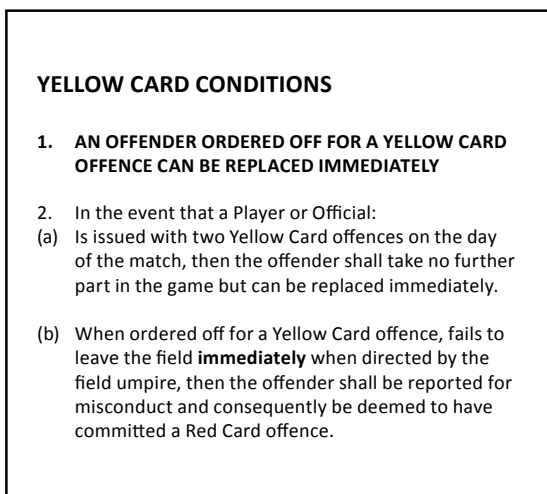 YELLOW CARD CONDITIONS
1. AN OFFENDER ORDERED OFF FOR A YELLOW CARD
OFFENCE CAN BE REPLACED IMMEDIATELY
2. In the event that a Player or Official:
(a) Is issued with two Yellow Card offences on the day
of the match, then the offender shall take no further
part in the game but can be replaced immediately.
(b) When ordered off for a Yellow Card offence, fails to
leave the field immediately when directed by the
field umpire, then the offender shall be reported for
misconduct and consequently be deemed to have
committed a Red Card offence.